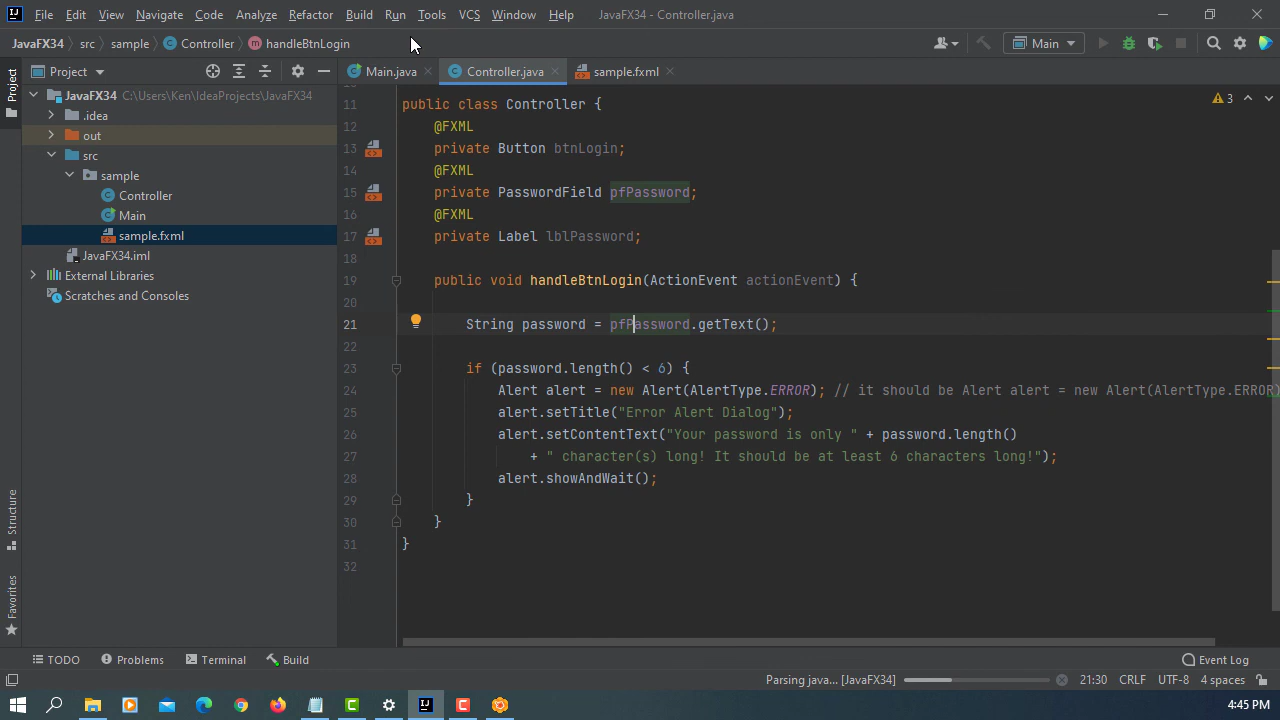 File Edit View Navigate Code Analyze Refactor Build Run Tools VCS Window Help JavaFX34 - Controller.java
JavaFX34 src sample Controller handleBtnLogin Main
Project
Project
Main.java Controller.java sample.fxml
JavaFX34 C:\Users\Ken\IdeaProjects\JavaFX34
.idea
out
src
sample
Controller
Main
sample.fxml
JavaFX34.iml
External Libraries
Scratches and Consoles
3
11 public class Controller {
12 @FXML
13 private Button btnLogin;
14 @FXML
15 private PasswordField pfPassword;
16 @FXML
17 private Label lblPassword;
18
19 public void handleBtnLogin(ActionEvent actionEvent) {
20
21 String password = pfPassword.getText();
22
23 if (password.length() < 6) {
24 Alert alert = new Alert(AlertType.ERROR); // it should be Alert alert = new Alert(AlertType.ERROR)
25 alert.setTitle("Error Alert Dialog");
26 alert.setContentText("Your password is only " + password.length()
27 + " character(s) long! It should be at least 6 characters long!");
28 alert.showAndWait();
29 }
30 }
31 }
32
Structure
Favorites
TODO Problems Terminal Build Event Log
Parsing java... [JavaFX34] 21:30 CRLF UTF-8 4 spaces
4:45 PM